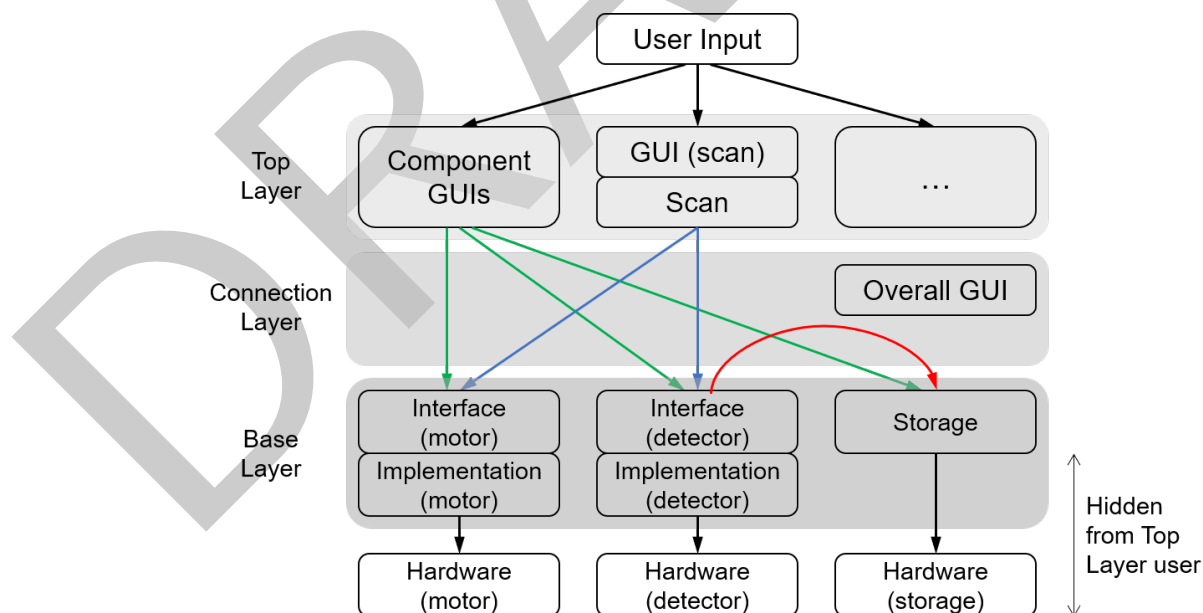 User Input
Top
Layer
Component
GUIs
GUI (scan)
Scan
...
Connection
Layer
Overall GUI
Base
Layer
Interface
(motor)
Implementation
(motor)
Interface
(detector)
Implementation
(detector)
Storage
Hardware
(motor)
Hardware
(detector)
Hardware
(storage)
Hidden
from Top
Layer user